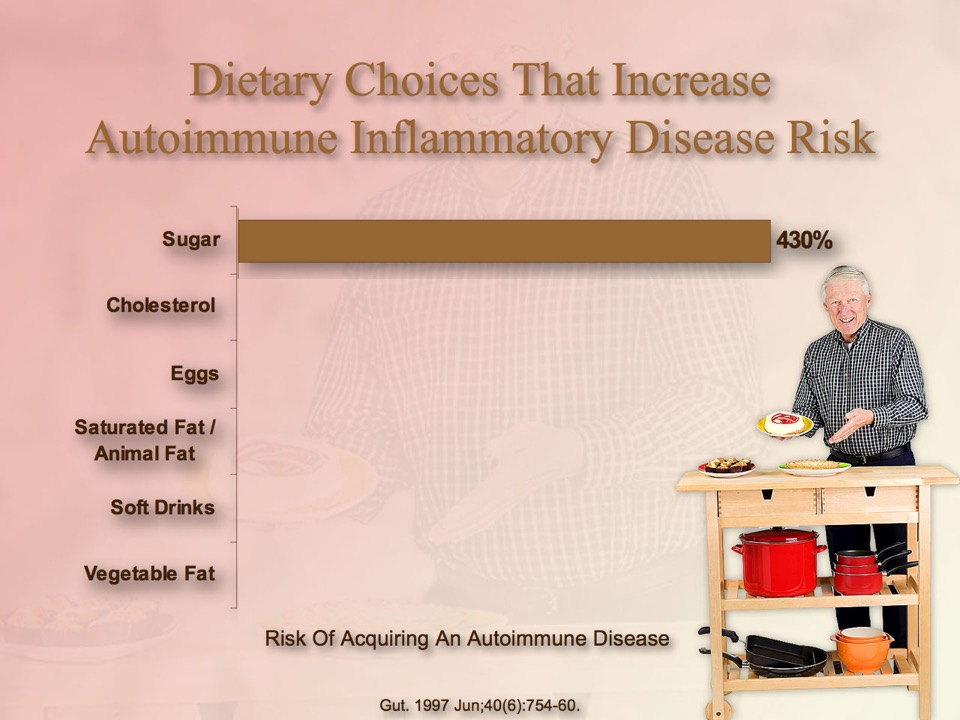 Dietary Choices That Increase
Autoimmune Inflammatory Disease Risk
Sugar
430%
Cholesterol
Eggs
Saturated Fat /
Animal Fat
Soft Drinks
Vegetable Fat
Risk Of Acquiring An Autoimmune Disease
Gut. 1997 Jun;40(6):754-60.